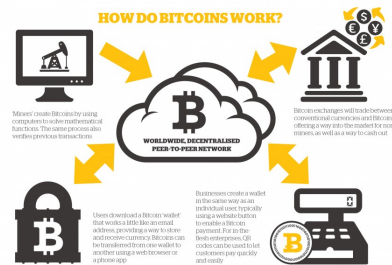 HOW DO BITCOINS WORK?
Miners' create Bitcoins by using
computers to solve mathematical
functions. The same process also
verifies previous transactions
WORLDWIDE, DECENTRALISED
PEER-TO-PEER NETWORK
Bitcoin exchanges will trade between
conventional currencies and Bitcoin,
offering a way into the market for non
miners, as well as a way to cash out
Users download a Bitcoin 'wallet'
that works a little like an email
address, providing a way to store
and receive currency. Bitcoins can
be transferred from one wallet to
another using a web browser or
a phone app
Businesses create a wallet
in the same way as an
individual user, typically
using a website button
to enable a Bitcoin
payment. For in the
flesh enterprises, QR
codes can be used to let
customers pay quickly
and easily